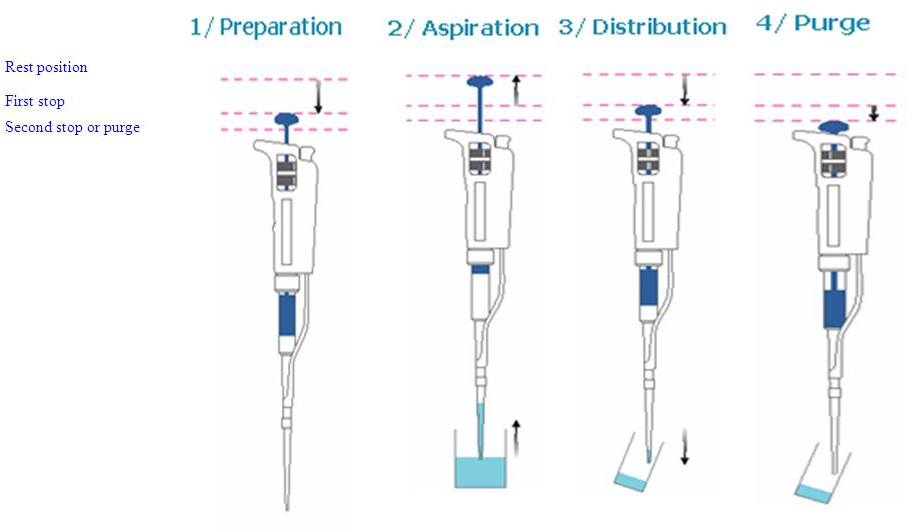 1/ Preparation
2/ Aspiration
3/ Distribution
4/ Purge
Rest position
First stop
Second stop or purge